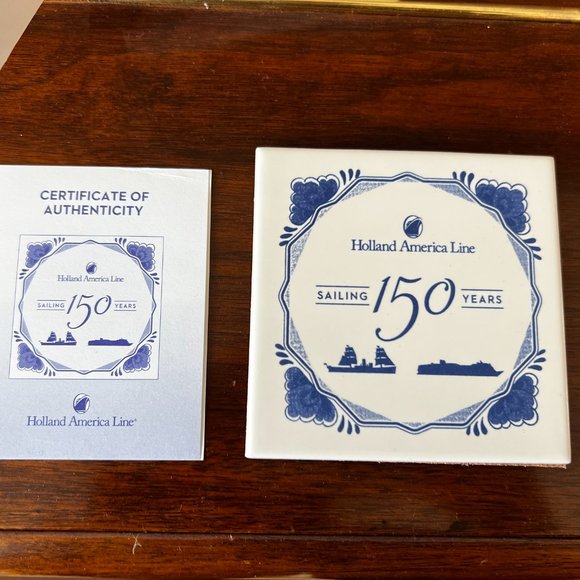 CERTIFICATE OF
AUTHENTICITY
Holland America Line
SAILING 150 YEARS
Holland America Line®
Holland America Line
SAILING 150 YEARS